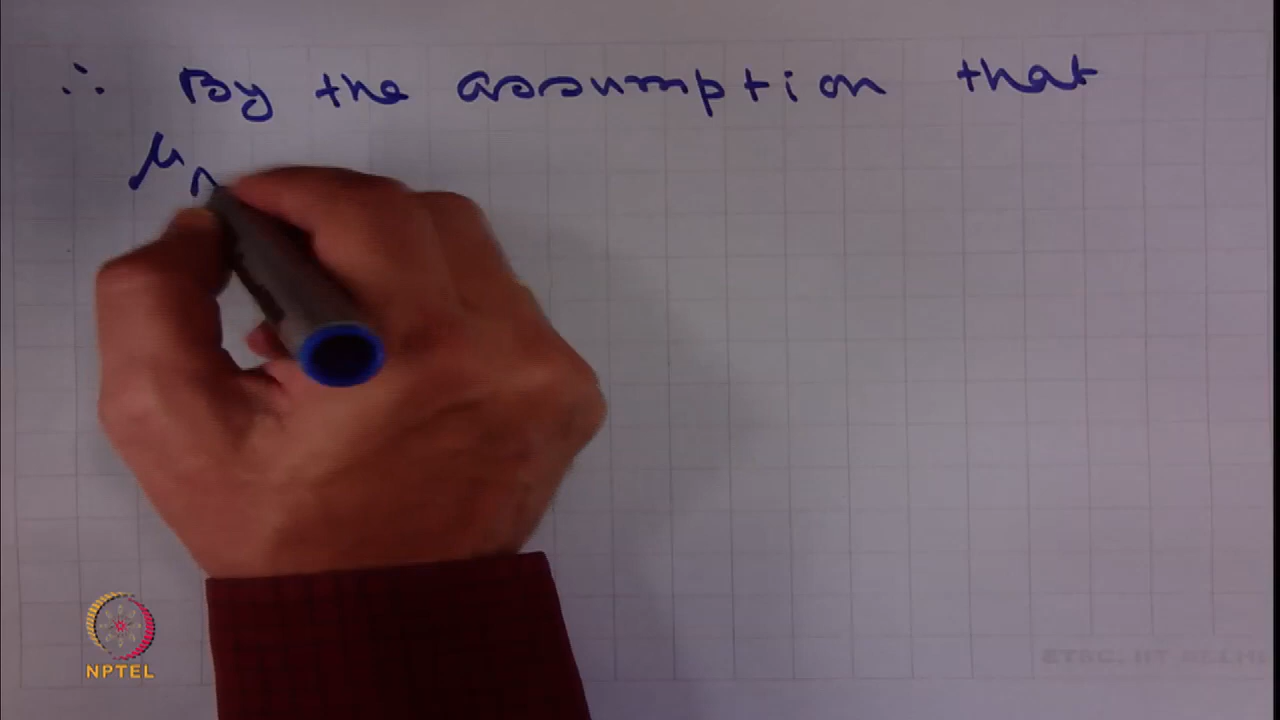 ∴ By the assumption that
μ
NPTEL